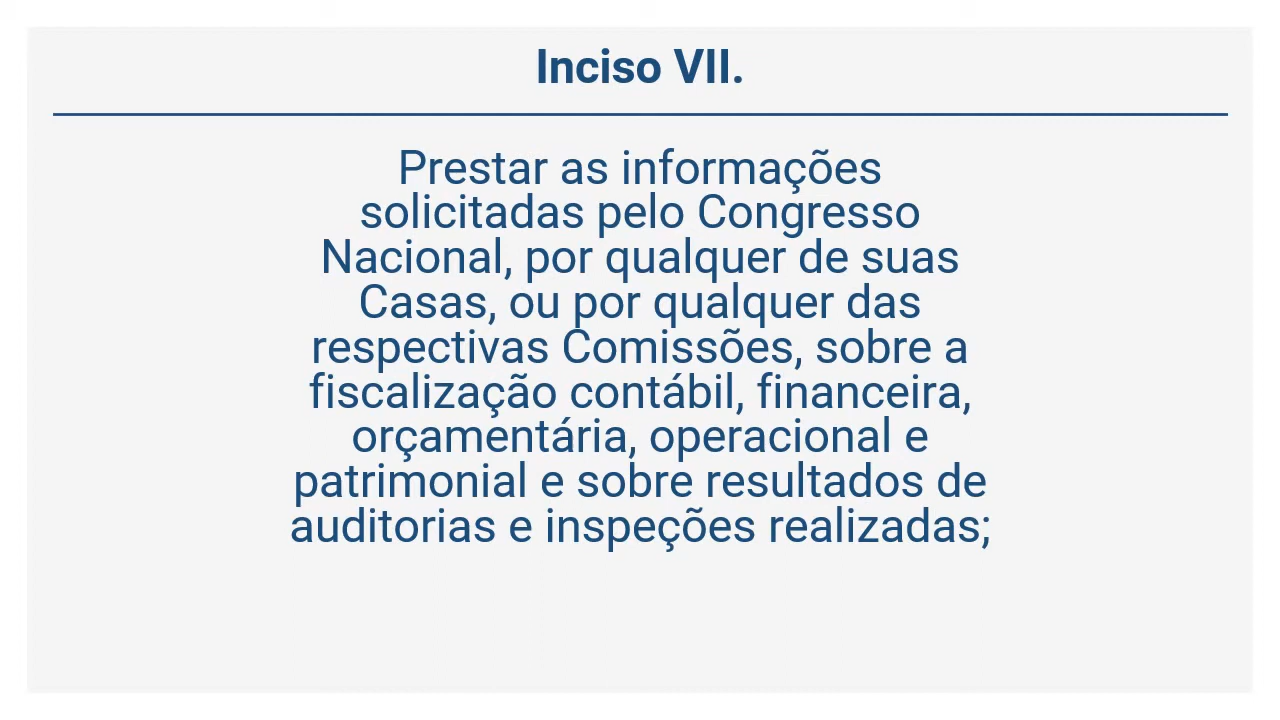 Inciso VII.
Prestar as informações
solicitadas pelo Congresso
Nacional, por qualquer de suas
Casas, ou por qualquer das
respectivas Comissões, sobre a
fiscalização contábil, financeira,
orçamentária, operacional e
patrimonial e sobre resultados de
auditorias e inspeções realizadas;